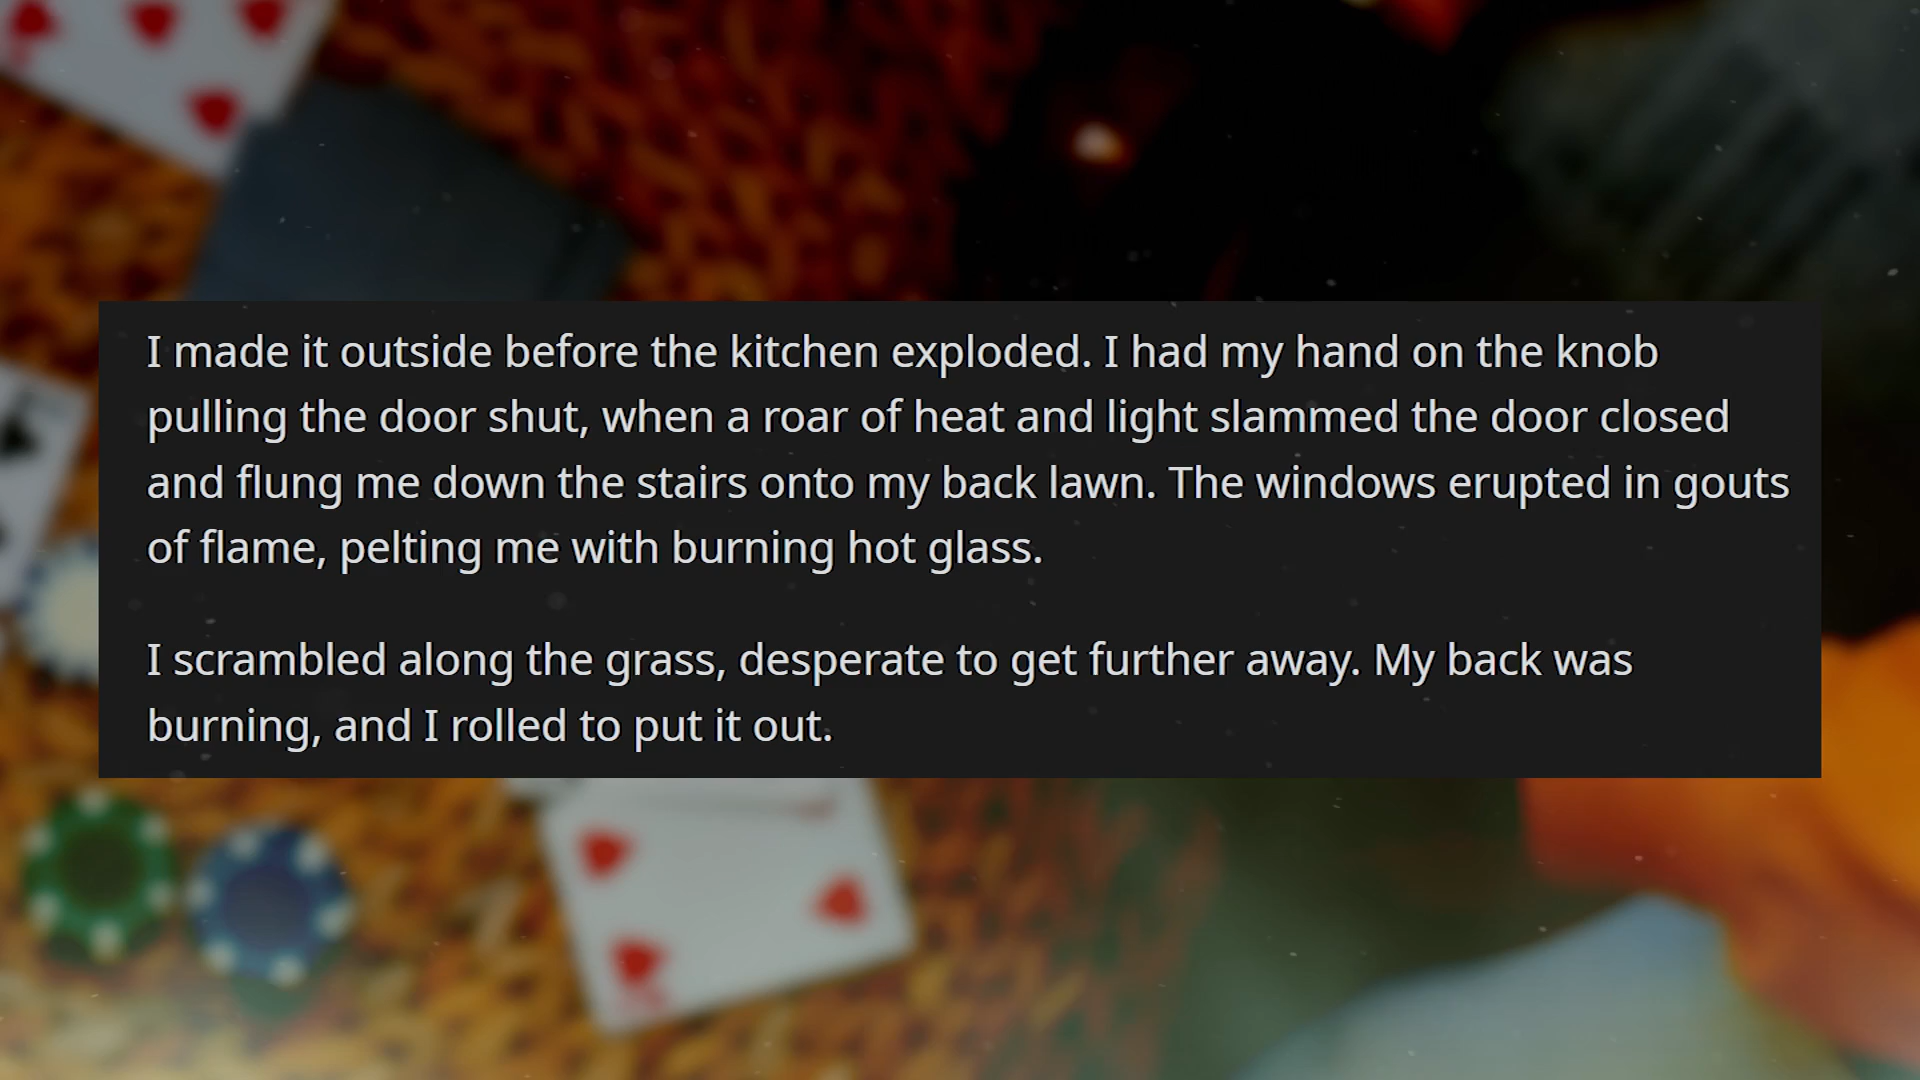 I made it outside before the kitchen exploded. I had my hand on the knob
pulling the door shut, when a roar of heat and light slammed the door closed
and flung me down the stairs onto my back lawn. The windows erupted in gouts
of flame, pelting me with burning hot glass.
I scrambled along the grass, desperate to get further away. My back was
burning, and I rolled to put it out.